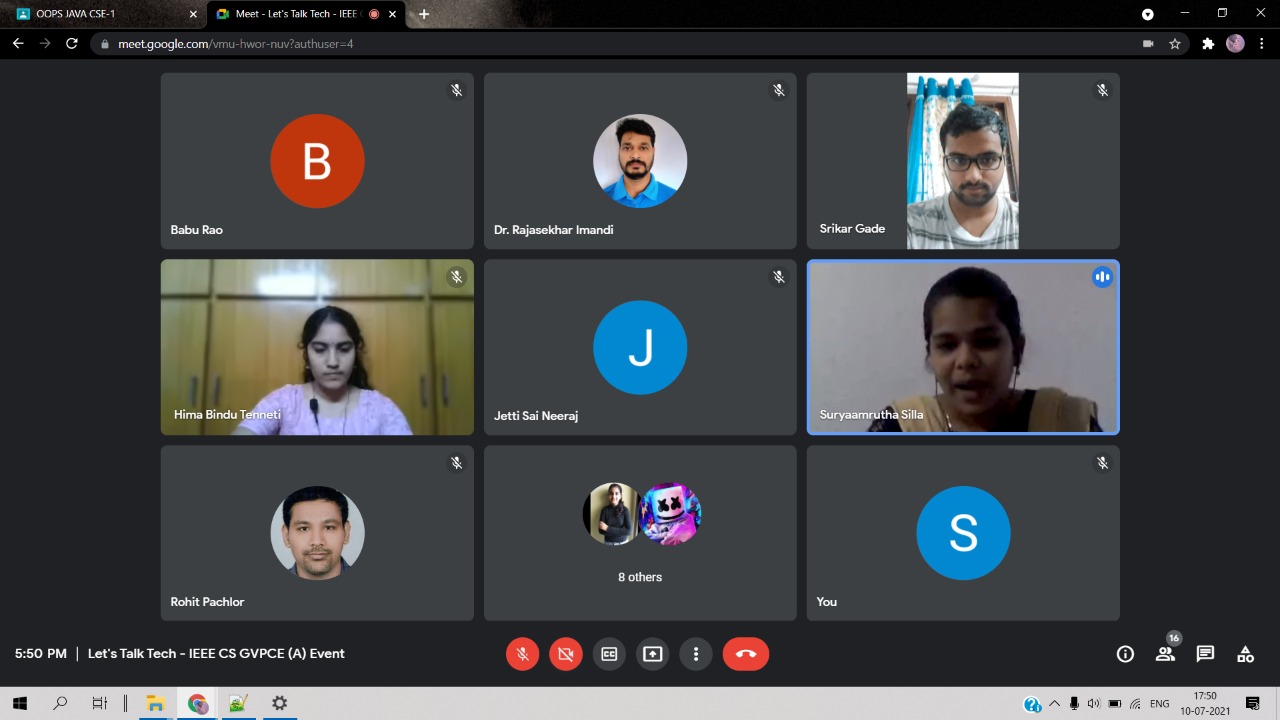 OOPS JAVA CSE-1
Meet - Let's Talk Tech - IEEE C
meet.google.com/vmu-hwor-nuv?authuser=4
B
Babu Rao
Dr. Rajasekhar Imandi
Srikar Gade
Hima Bindu Tenneti
J
Jetti Sai Neeraj
Suryaamrutha Silla
Rohit Pachlor
8 others
S
You
5:50 PM | Let's Talk Tech - IEEE CS GVPCE (A) Event
CC
16
ENG
17:50
10-07-2021